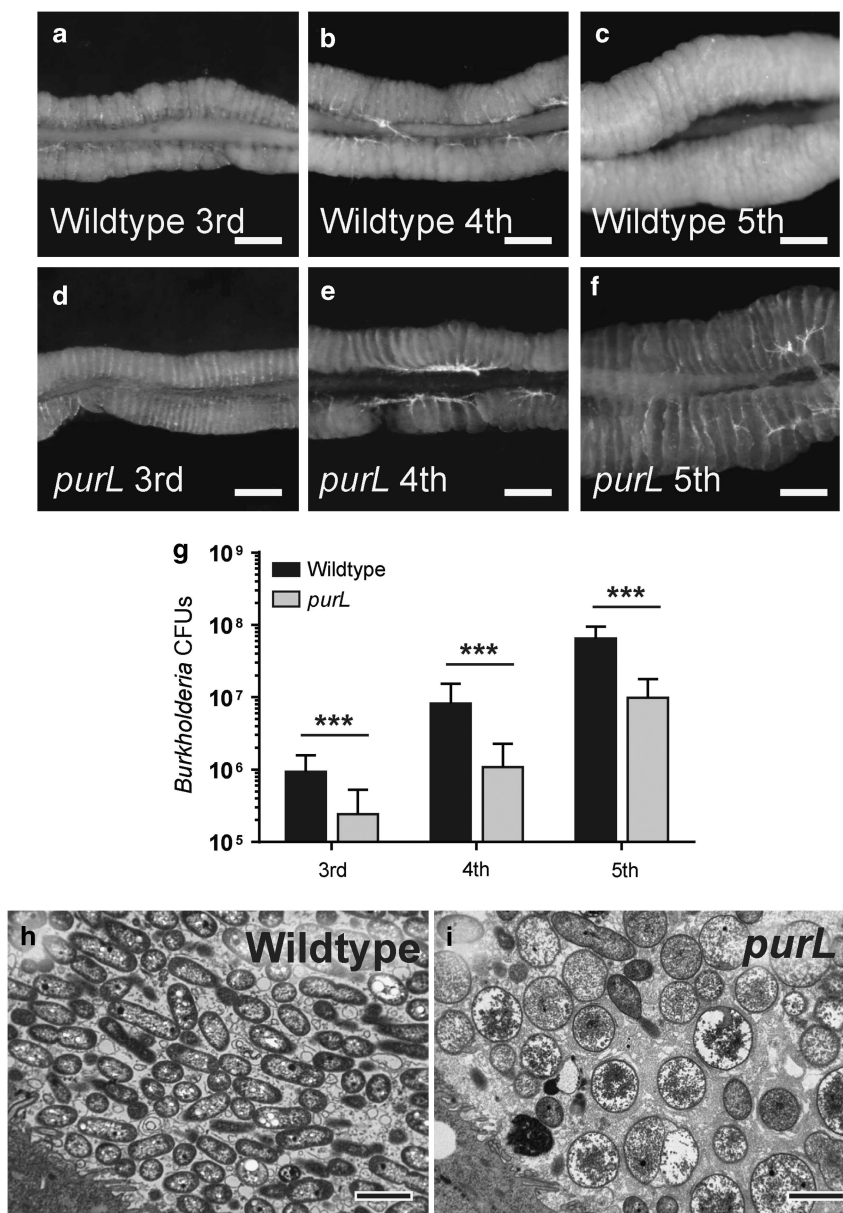 a
b
c
Wildtype 3rd
Wildtype 4th
Wildtype 5th
d
e
f
purL 3rd
purL 4th
purL 5th
g
10⁹
10⁸
10⁷
10⁶
10⁵
Burkholderia CFUs
Wildtype
purL
***
***
***
3rd
4th
5th
h
Wildtype
i
purL